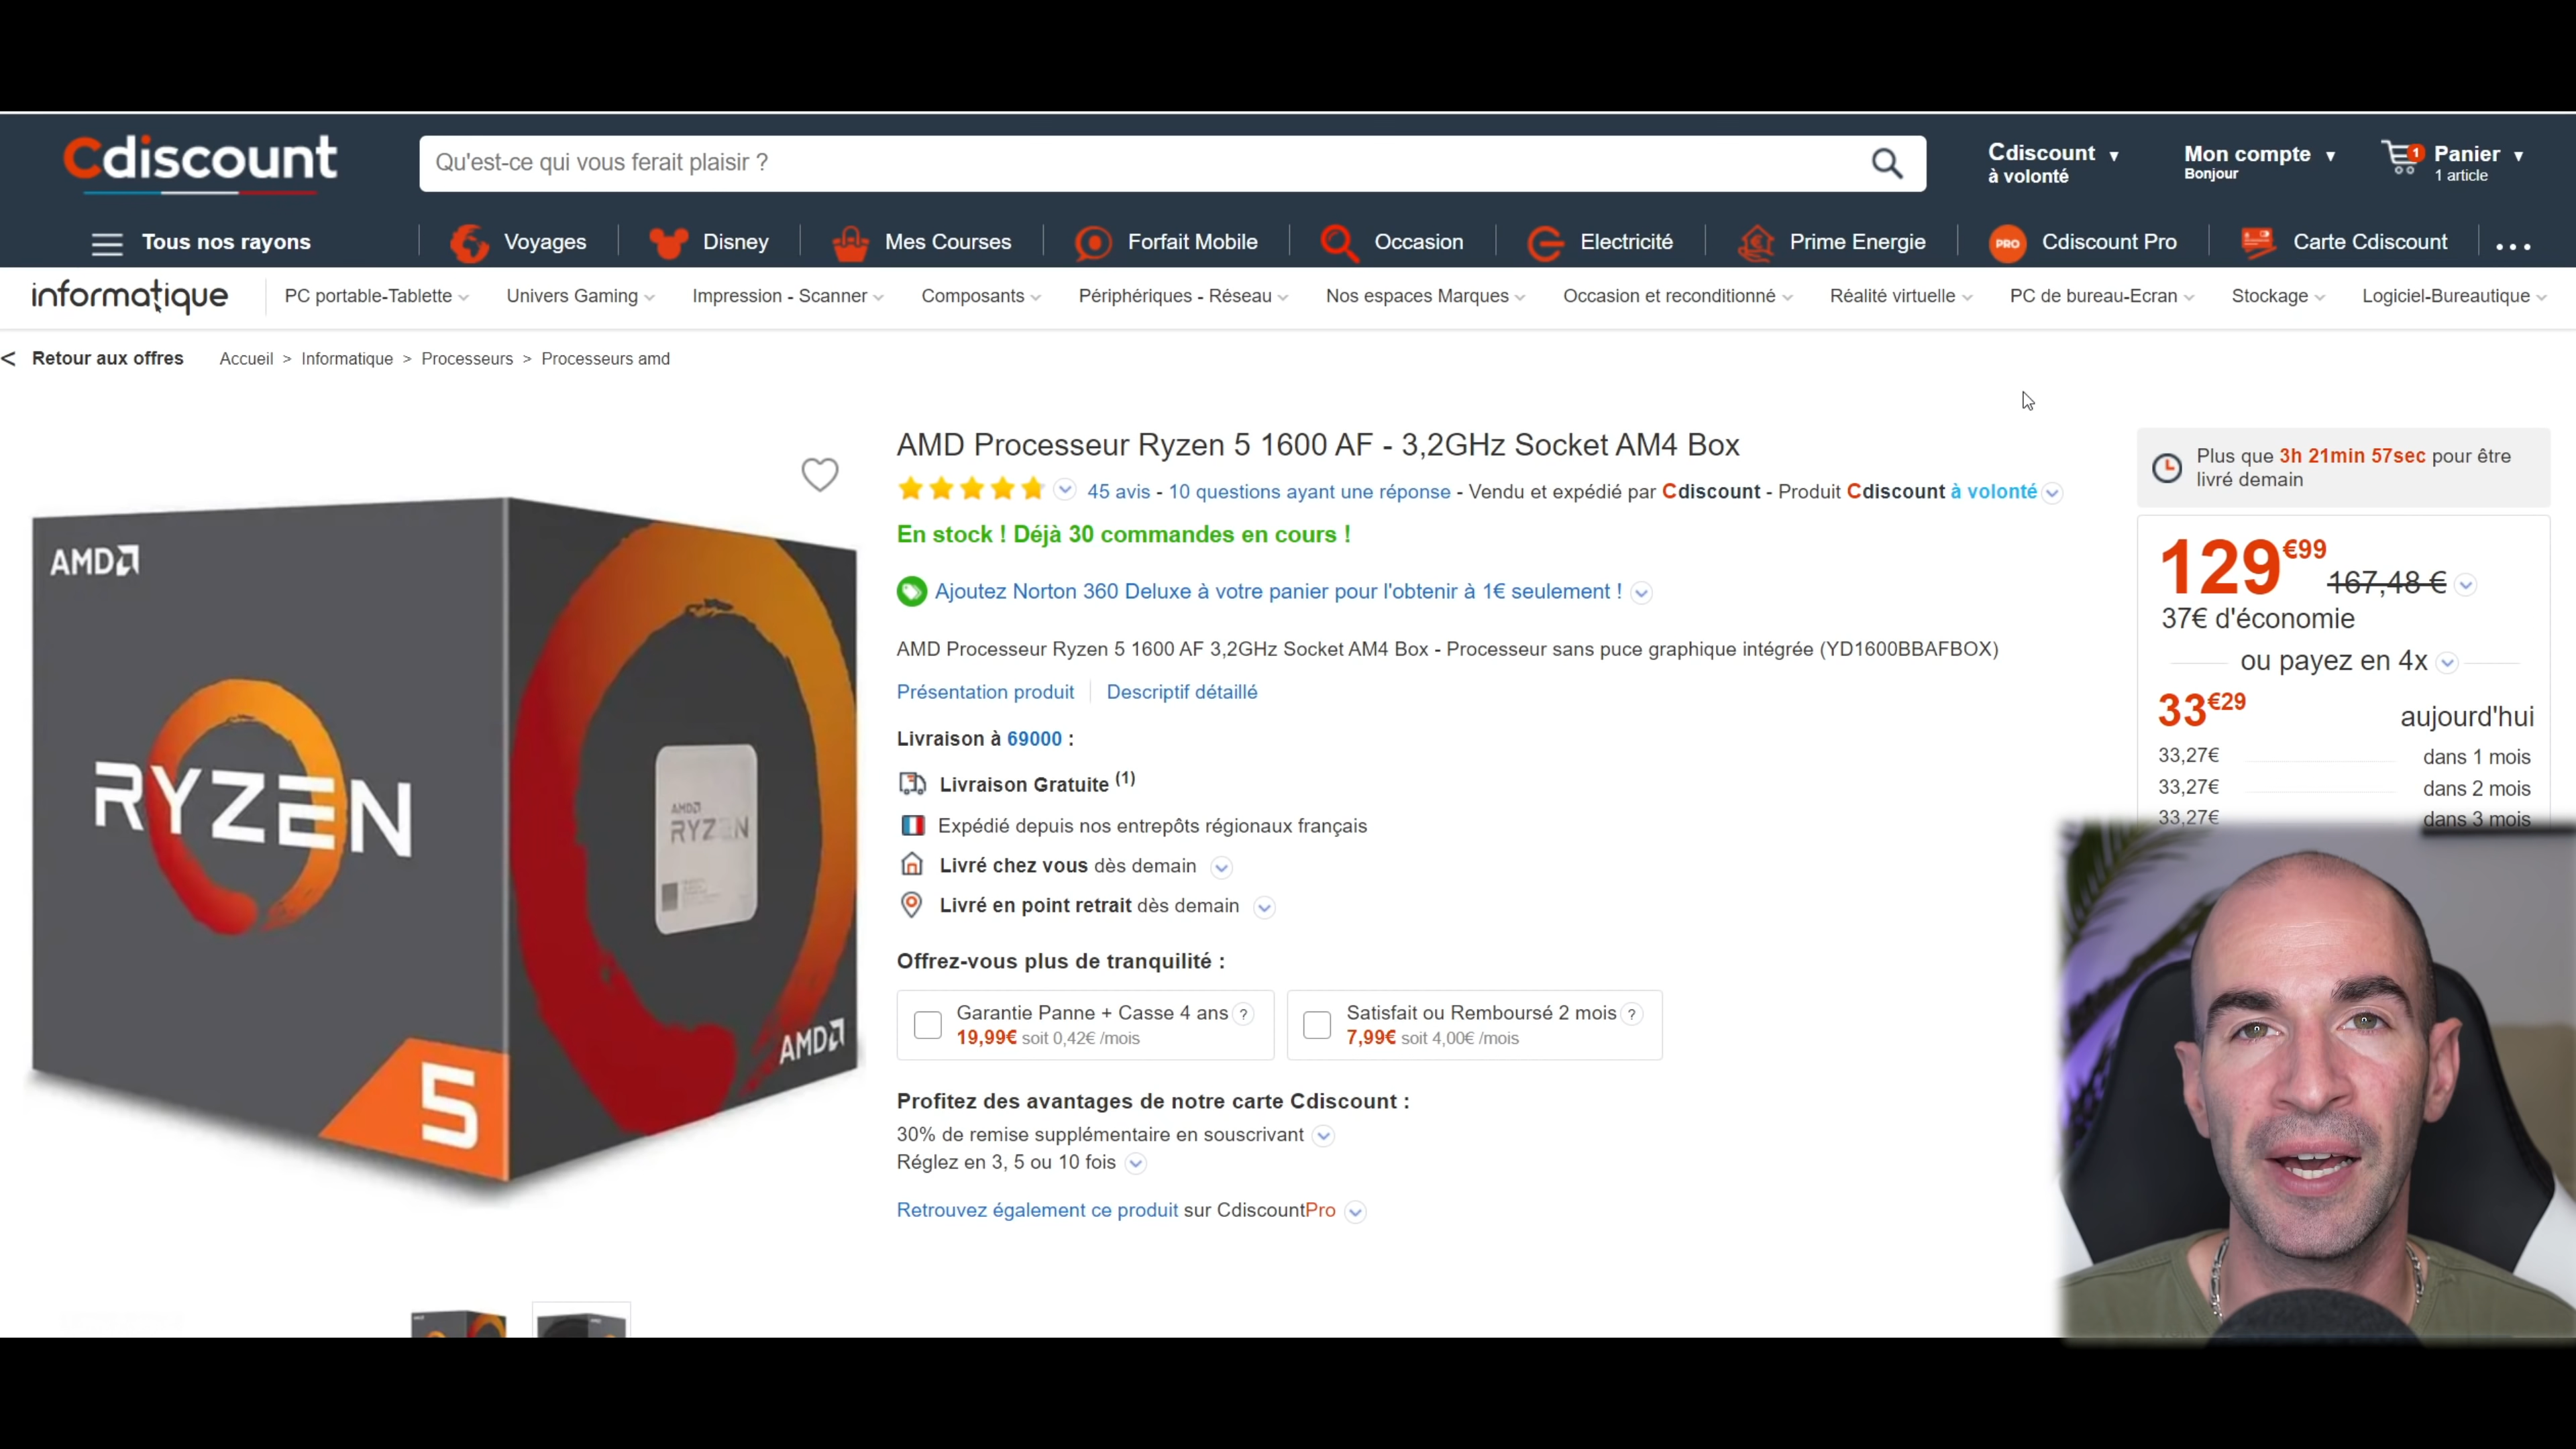 Cdiscount
Qu'est-ce qui vous ferait plaisir ?
Cdiscount
à volonté
Mon compte
Bonjour
1
Panier
1 article
Tous nos rayons
Voyages
Disney
Mes Courses
Forfait Mobile
Occasion
Electricité
Prime Energie
PRO
Cdiscount Pro
Carte Cdiscount
...
informatique
PC portable-Tablette
Univers Gaming
Impression - Scanner
Composants
Périphériques - Réseau
Nos espaces Marques
Occasion et reconditionné
Réalité virtuelle
PC de bureau-Ecran
Stockage
Logiciel-Bureautique
< Retour aux offres
Accueil > Informatique > Processeurs > Processeurs amd
AMD
RYZEN
5
AMD
RYZEN
AMD
AMD Processeur Ryzen 5 1600 AF - 3,2GHz Socket AM4 Box
45 avis - 10 questions ayant une réponse - Vendu et expédié par Cdiscount - Produit Cdiscount à volonté
En stock ! Déjà 30 commandes en cours !
Ajoutez Norton 360 Deluxe à votre panier pour l'obtenir à 1€ seulement !
AMD Processeur Ryzen 5 1600 AF 3,2GHz Socket AM4 Box - Processeur sans puce graphique intégrée (YD1600BBAFBOX)
Présentation produit
Descriptif détaillé
Livraison à 69000 :
Livraison Gratuite (1)
Expédié depuis nos entrepôts régionaux français
Livré chez vous dès demain
Livré en point retrait dès demain
Offrez-vous plus de tranquilité :
Garantie Panne + Casse 4 ans ?
19,99€ soit 0,42€ /mois
Satisfait ou Remboursé 2 mois ?
7,99€ soit 4,00€ /mois
Profitez des avantages de notre carte Cdiscount :
30% de remise supplémentaire en souscrivant
Réglez en 3, 5 ou 10 fois
Retrouvez également ce produit sur CdiscountPro
Plus que 3h 21min 57sec pour être
livré demain
129€99 167,48 €
37€ d'économie
ou payez en 4x
33€29 aujourd'hui
33,27€ dans 1 mois
33,27€ dans 2 mois
33,27€ dans 3 mois